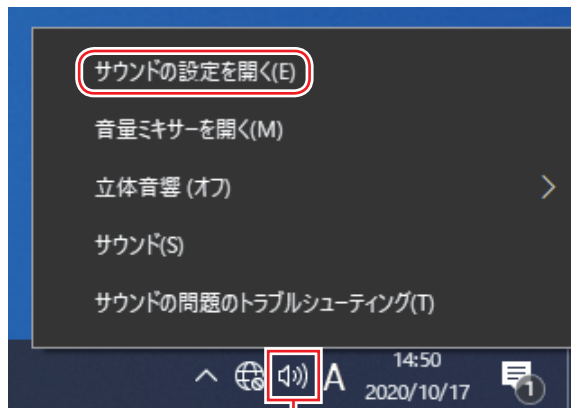 サウンドの設定を開く(E)
音量ミキサーを開く(M)
立体音響 (オフ)
サウンド(S)
サウンドの問題のトラブルシューティング(T)
A
14:50
2020/10/17
1